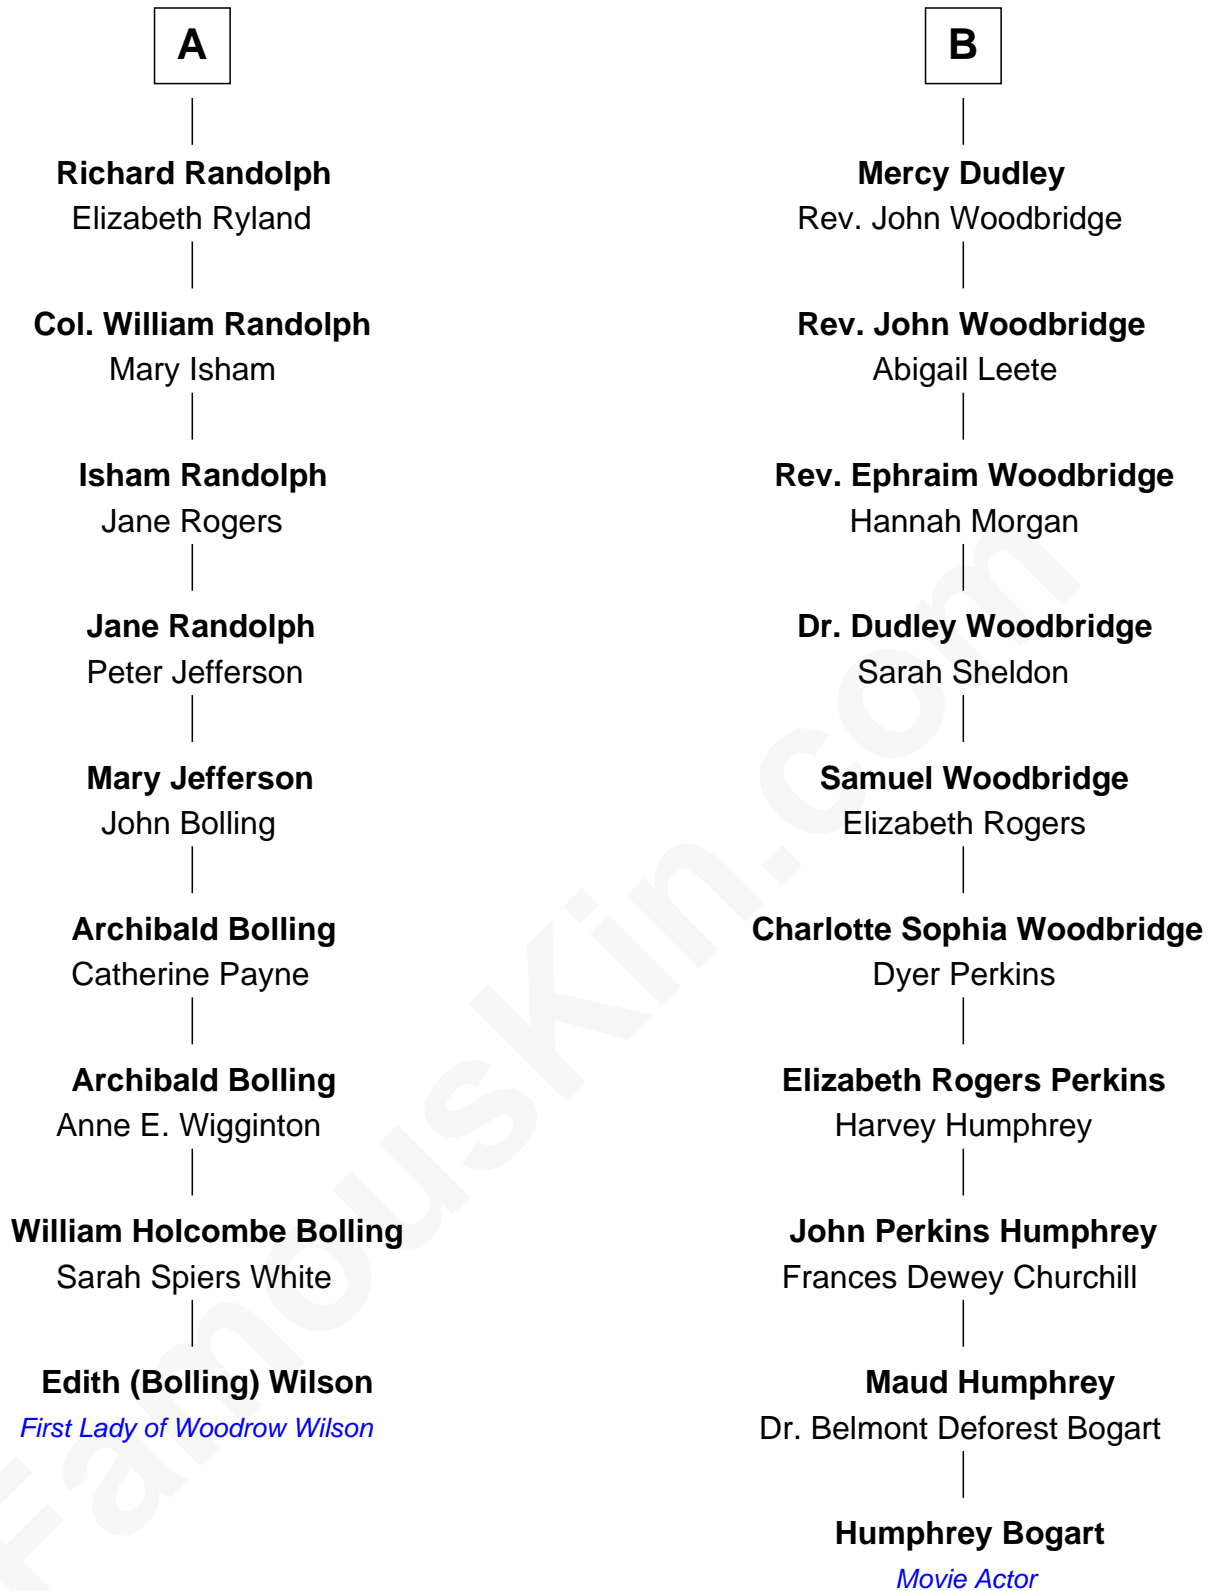 A
Richard Randolph
Elizabeth Ryland
Col. William Randolph
Mary Isham
Isham Randolph
Jane Rogers
Jane Randolph
Peter Jefferson
Mary Jefferson
John Bolling
Archibald Bolling
Catherine Payne
Archibald Bolling
Anne E. Wigginton
William Holcombe Bolling
Sarah Spiers White
Edith (Bolling) Wilson
First Lady of Woodrow Wilson
B
Mercy Dudley
Rev. John Woodbridge
Rev. John Woodbridge
Abigail Leete
Rev. Ephraim Woodbridge
Hannah Morgan
Dr. Dudley Woodbridge
Sarah Sheldon
Samuel Woodbridge
Elizabeth Rogers
Charlotte Sophia Woodbridge
Dyer Perkins
Elizabeth Rogers Perkins
Harvey Humphrey
John Perkins Humphrey
Frances Dewey Churchill
Maud Humphrey
Dr. Belmont Deforest Bogart
Humphrey Bogart
Movie Actor
FamousKin.com